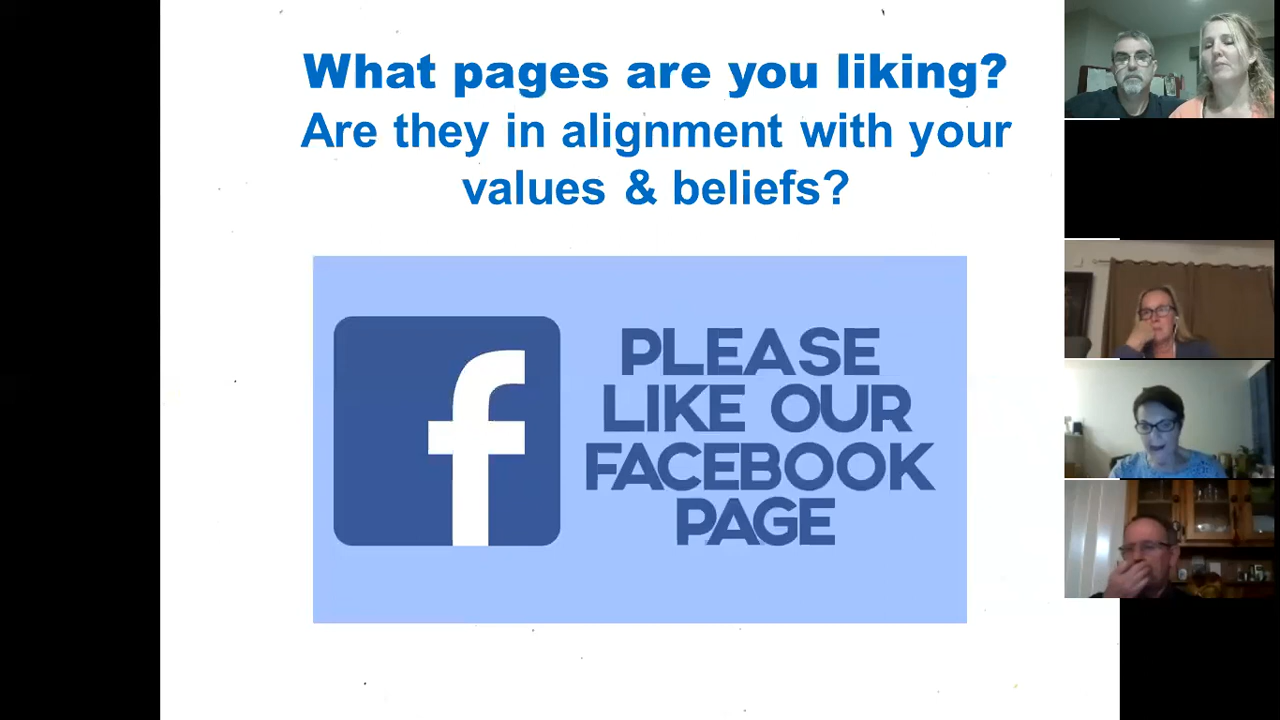 What pages are you liking?
Are they in alignment with your
values & beliefs?
PLEASE
LIKE OUR
FACEBOOK
PAGE